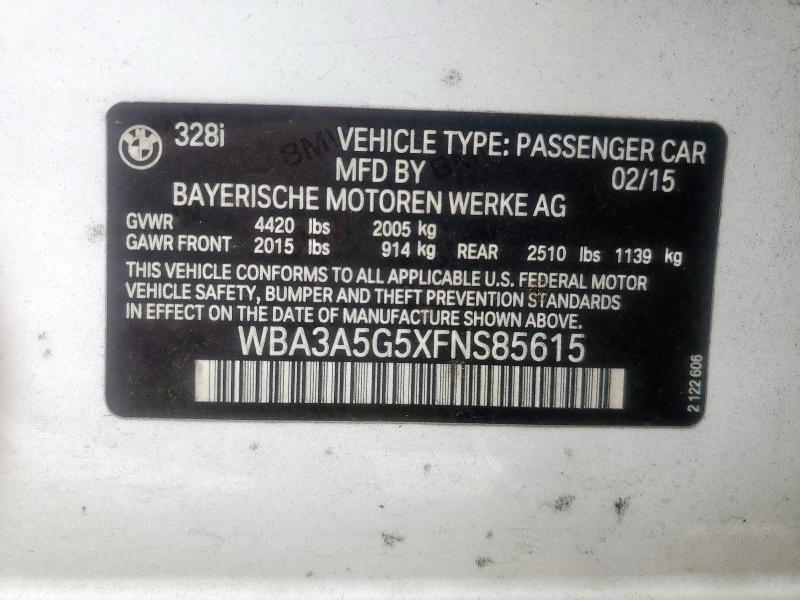 328i VEHICLE TYPE: PASSENGER CAR
MFD BY 02/15
BAYERISCHE MOTOREN WERKE AG
GVWR 4420 lbs 2005 kg
GAWR FRONT 2015 lbs 914 kg REAR 2510 lbs 1139 kg
THIS VEHICLE CONFORMS TO ALL APPLICABLE U.S. FEDERAL MOTOR
VEHICLE SAFETY, BUMPER AND THEFT PREVENTION STANDARDS
IN EFFECT ON THE DATE OF MANUFACTURE SHOWN ABOVE.
WBA3A5G5XFNS85615
2 122 606